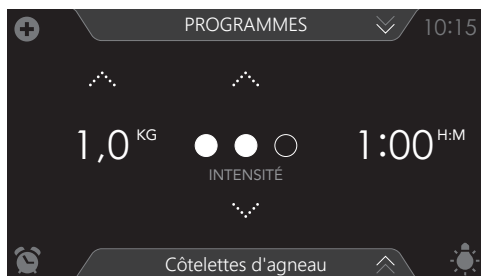 PROGRAMMES 10:15
1,0 KG 1:00 H:M
INTENSITÉ
Côtelettes d'agneau